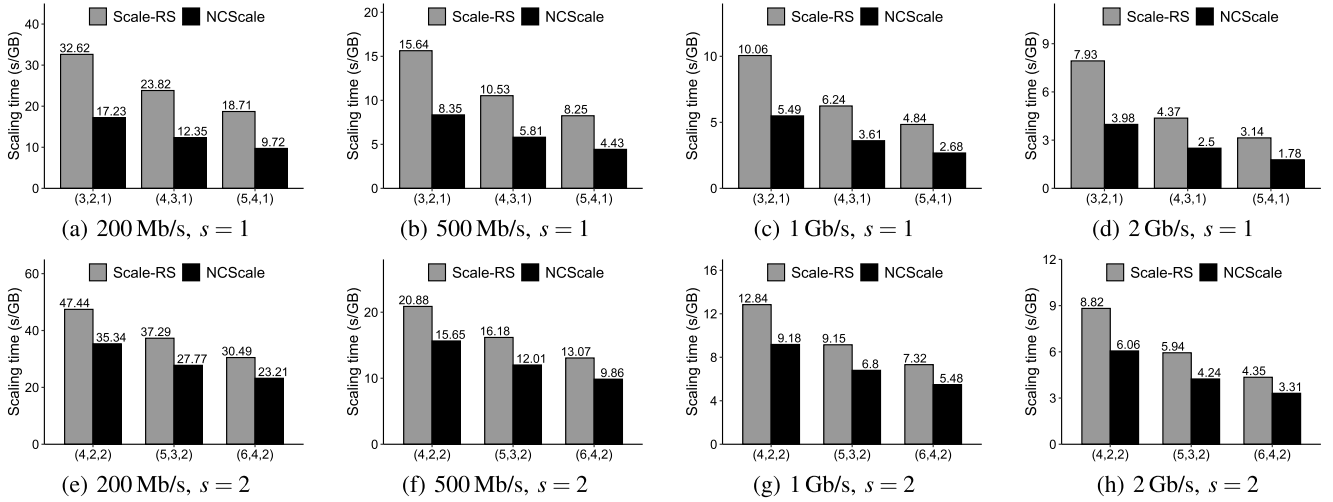 Scale-RS NCScale
Scaling time (s/GB)
40
30
20
10
0
32.62
17.23
23.82
12.35
18.71
9.72
(3,2,1) (4,3,1) (5,4,1)
(a) 200 Mb/s, s = 1
Scale-RS NCScale
Scaling time (s/GB)
20
15
10
5
0
15.64
8.35
10.53
5.81
8.25
4.43
(3,2,1) (4,3,1) (5,4,1)
(b) 500 Mb/s, s = 1
Scale-RS NCScale
Scaling time (s/GB)
10
5
0
10.06
5.49
6.24
3.61
4.84
2.68
(3,2,1) (4,3,1) (5,4,1)
(c) 1 Gb/s, s = 1
Scale-RS NCScale
Scaling time (s/GB)
9
6
3
0
7.93
3.98
4.37
2.5
3.14
1.78
(3,2,1) (4,3,1) (5,4,1)
(d) 2 Gb/s, s = 1
Scale-RS NCScale
Scaling time (s/GB)
60
40
20
0
47.44
35.34
37.29
27.77
30.49
23.21
(4,2,2) (5,3,2) (6,4,2)
(e) 200 Mb/s, s = 2
Scale-RS NCScale
Scaling time (s/GB)
20
10
0
20.88
15.65
16.18
12.01
13.07
9.86
(4,2,2) (5,3,2) (6,4,2)
(f) 500 Mb/s, s = 2
Scale-RS NCScale
Scaling time (s/GB)
16
12
8
4
0
12.84
9.18
9.15
6.8
7.32
5.48
(4,2,2) (5,3,2) (6,4,2)
(g) 1 Gb/s, s = 2
Scale-RS NCScale
Scaling time (s/GB)
12
9
6
3
0
8.82
6.06
5.94
4.24
4.35
3.31
(4,2,2) (5,3,2) (6,4,2)
(h) 2 Gb/s, s = 2